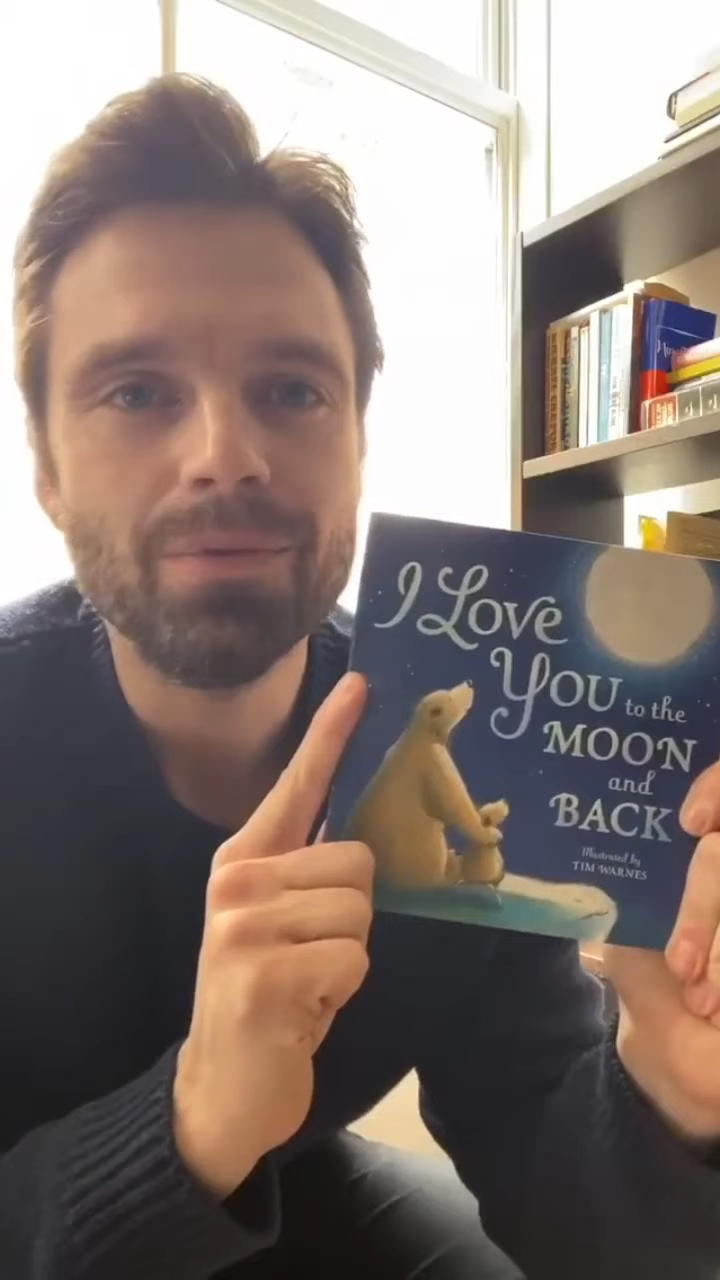 I Love
You to the
MOON
and
BACK
Illustrated by
TIM WARNES